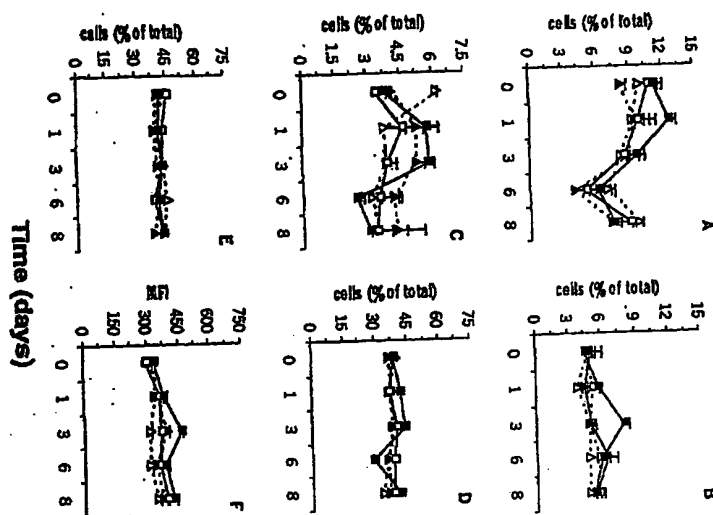 A
cells (% of total)
15
12
9
6
3
0
0 1 3 6 8
B
cells (% of total)
15
12
9
6
3
0
0 1 3 6 8
C
cells (% of total)
7.5
6
4.5
3
1.5
0
0 1 3 6 8
D
cells (% of total)
75
60
45
30
15
0
0 1 3 6 8
E
cells (% of total)
75
60
45
30
15
0
0 1 3 6 8
F
MFI
750
600
450
300
150
0
0 1 3 6 8
Time (days)